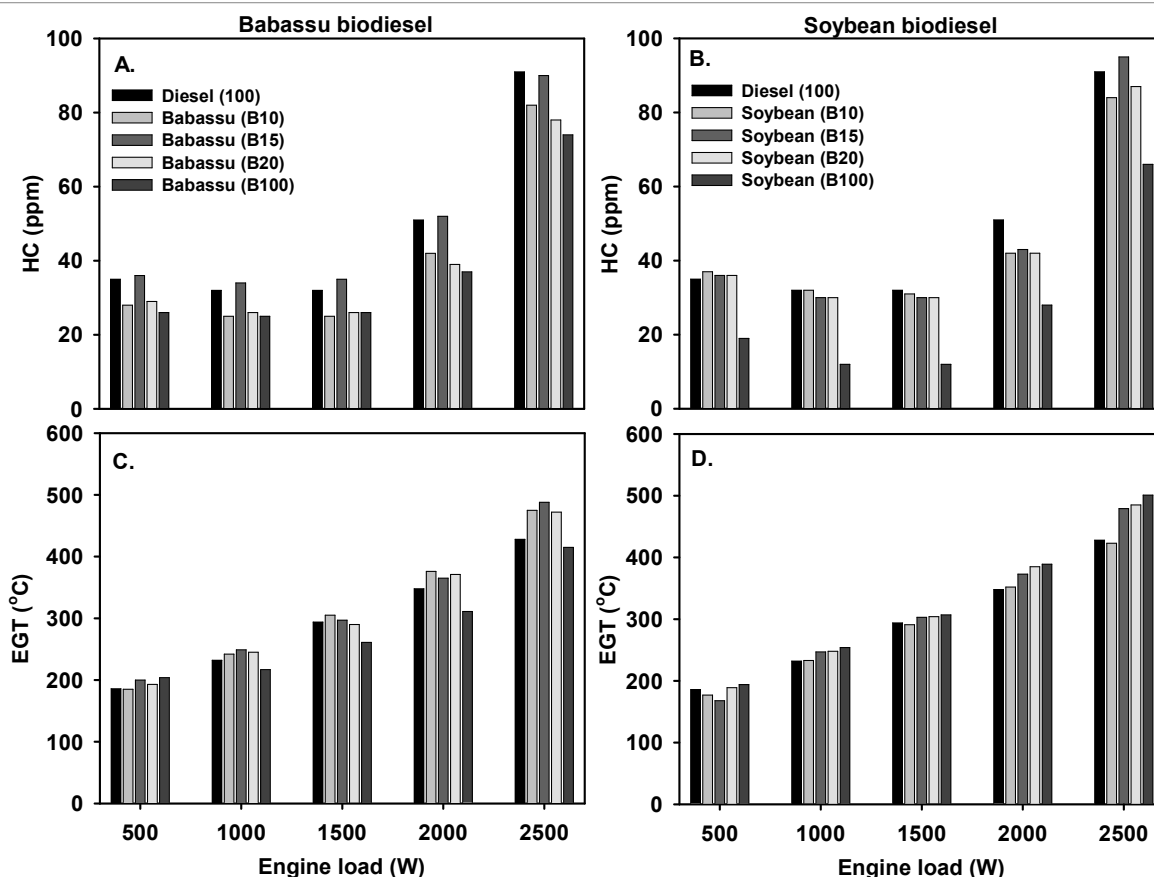 Babassu biodiesel
Soybean biodiesel
A.
Diesel (100)
Babassu (B10)
Babassu (B15)
Babassu (B20)
Babassu (B100)
HC (ppm)
100
80
60
40
20
0
B.
Diesel (100)
Soybean (B10)
Soybean (B15)
Soybean (B20)
Soybean (B100)
HC (ppm)
100
80
60
40
20
0
C.
EGT (°C)
600
500
400
300
200
100
0
500 1000 1500 2000 2500
Engine load (W)
D.
EGT (°C)
600
500
400
300
200
100
0
500 1000 1500 2000 2500
Engine load (W)